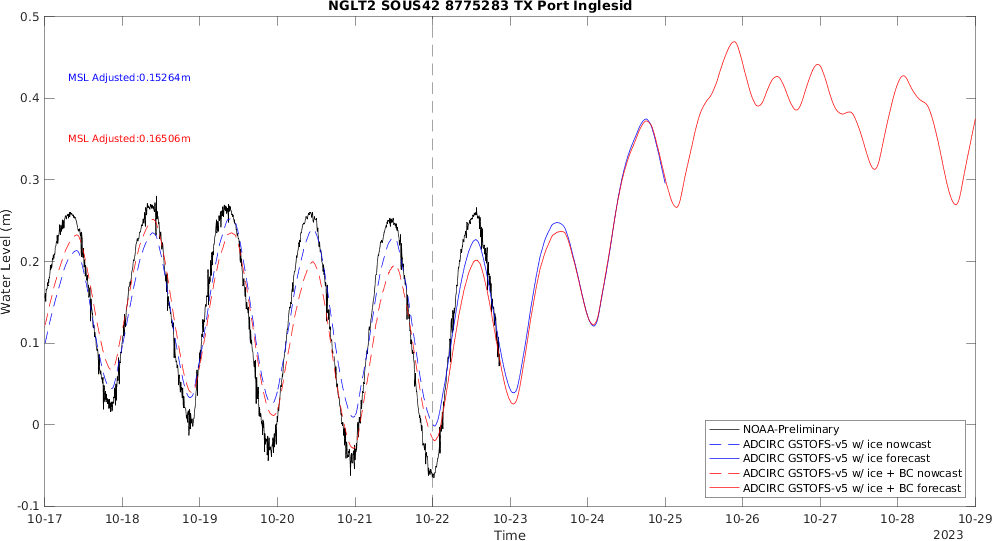 NGLT2 SOUS42 8775283 TX Port Inglesid
0.5
MSL Adjusted:0.15264m
0.4
MSL Adjusted:0.16506m
0.3
Water Level (m)
0.2
0.1
0
-0.1
NOAA-Preliminary
ADCIRC GSTOFS-v5 w/ ice nowcast
ADCIRC GSTOFS-v5 w/ ice forecast
ADCIRC GSTOFS-v5 w/ ice + BC nowcast
ADCIRC GSTOFS-v5 w/ ice + BC forecast
10-17 10-18 10-19 10-20 10-21 10-22 10-23 10-24 10-25 10-26 10-27 10-28 10-29
Time
2023